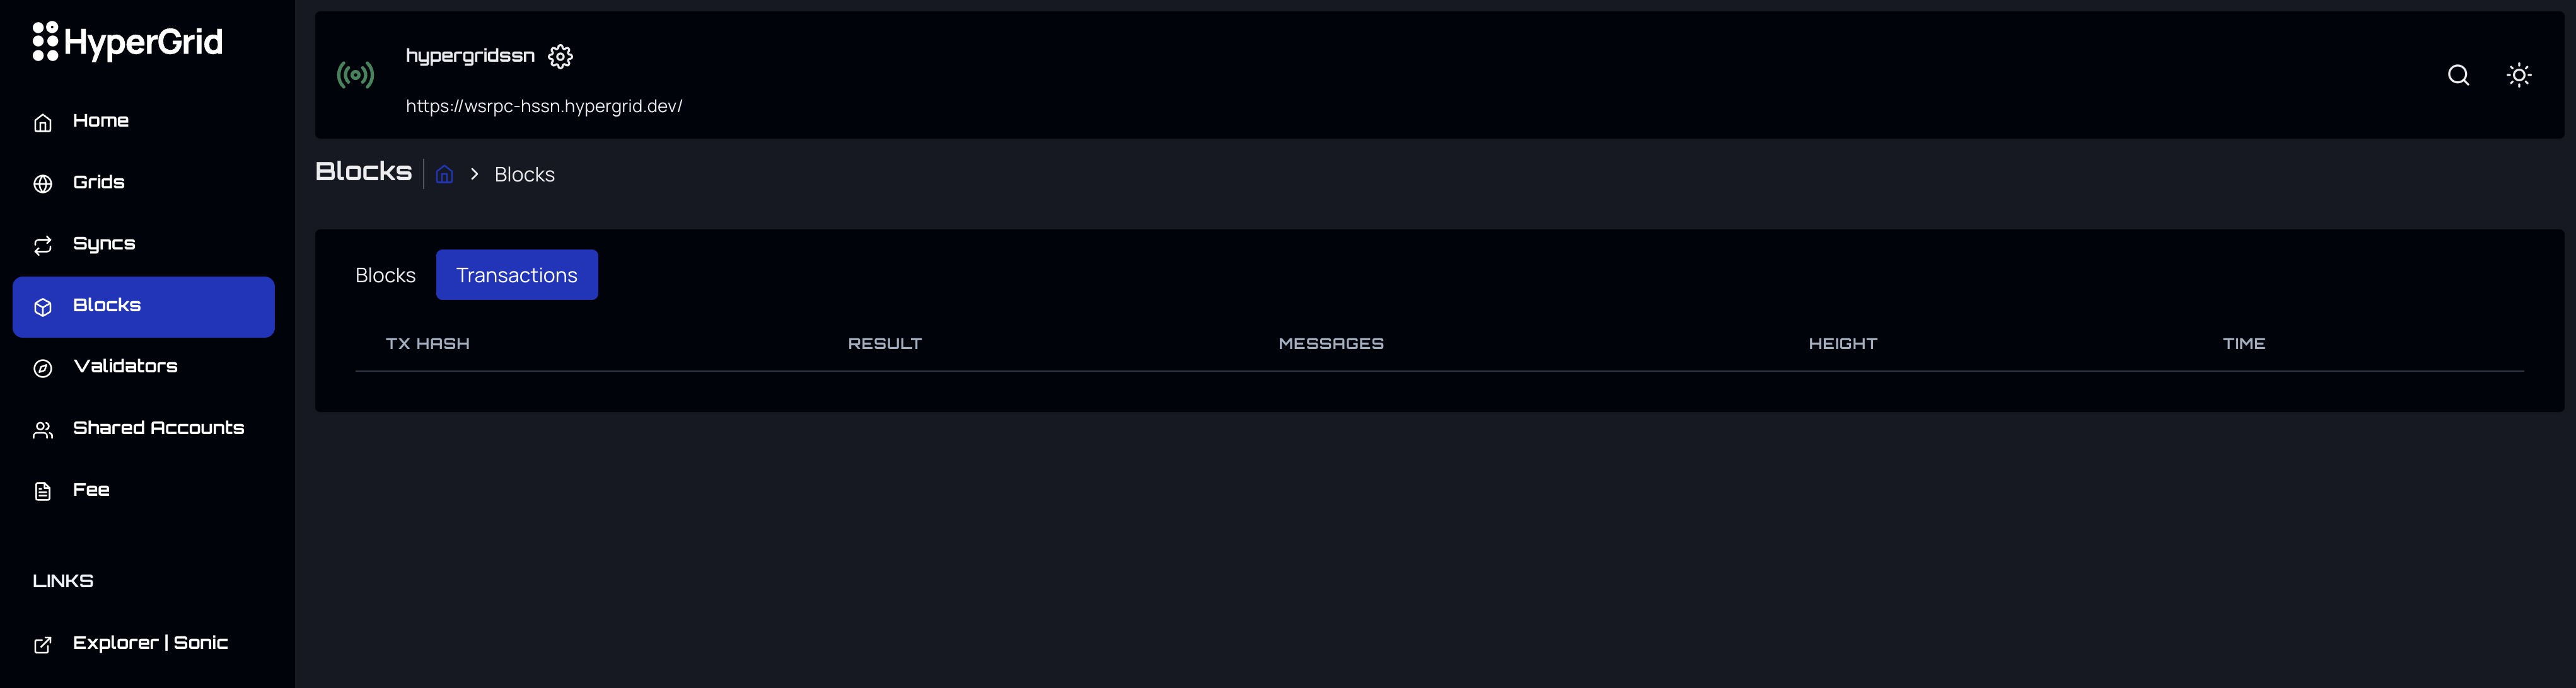 HyperGrid
Home
Grids
Syncs
Blocks
Validators
Shared Accounts
Fee
LINKS
Explorer | Sonic
hypergridssn
https://wsrpc-hssn.hypergrid.dev/
Blocks Blocks
Blocks Transactions
TX HASH RESULT MESSAGES HEIGHT TIME